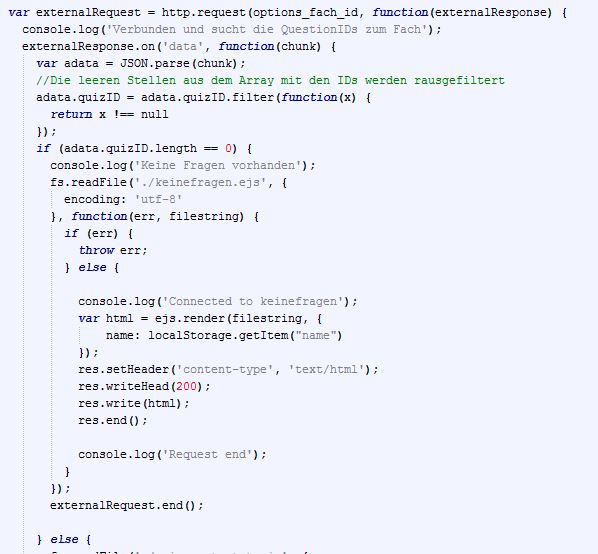 var externalRequest = http.request(options_fach_id, function(externalResponse) {
  console.log('Verbunden und sucht die QuestionIDs zum Fach');
  externalResponse.on('data', function(chunk) {
    var adata = JSON.parse(chunk);
    //Die leeren Stellen aus dem Array mit den IDs werden rausgefiltert
    adata.quizID = adata.quizID.filter(function(x) {
      return x !== null
    });
    if (adata.quizID.length == 0) {
      console.log('Keine Fragen vorhanden');
      fs.readFile('./keinefragen.ejs', {
        encoding: 'utf-8'
      }, function(err, filestring) {
        if (err) {
          throw err;
        } else {
          console.log('Connected to keinefragen');
          var html = ejs.render(filestring, {
              name: localStorage.getItem("name")
          });
          res.setHeader('content-type', 'text/html');
          res.writeHead(200);
          res.write(html);
          res.end();
          console.log('Request end');
        }
      });
      externalRequest.end();
    } else {